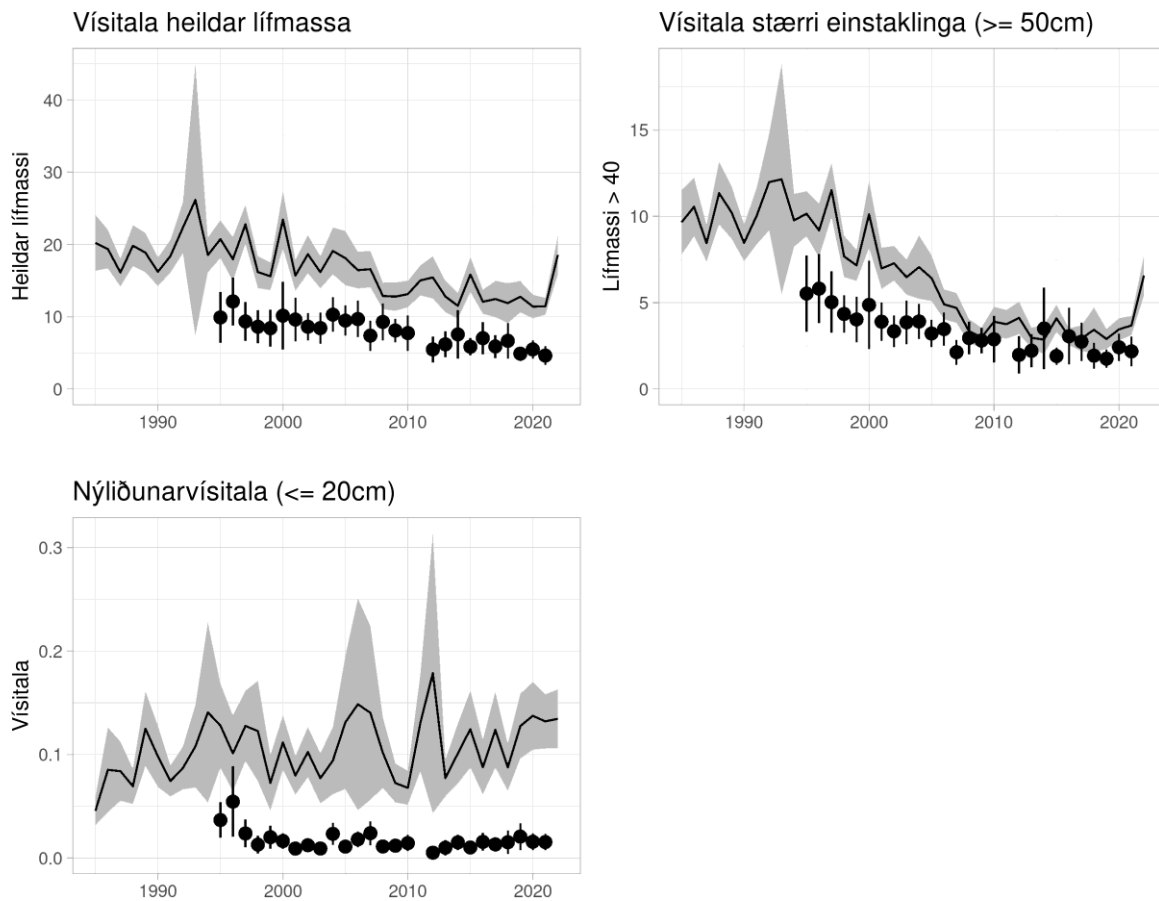 Vísitala heildar lífmassa
Heildar lífmassi
40
30
20
10
0
1990 2000 2010 2020
Vísitala stærri einstaklinga (>= 50cm)
Lífmassi > 40
15
10
5
0
1990 2000 2010 2020
Nýliðunarvísitala (<= 20cm)
Vísitala
0.3
0.2
0.1
0.0
1990 2000 2010 2020